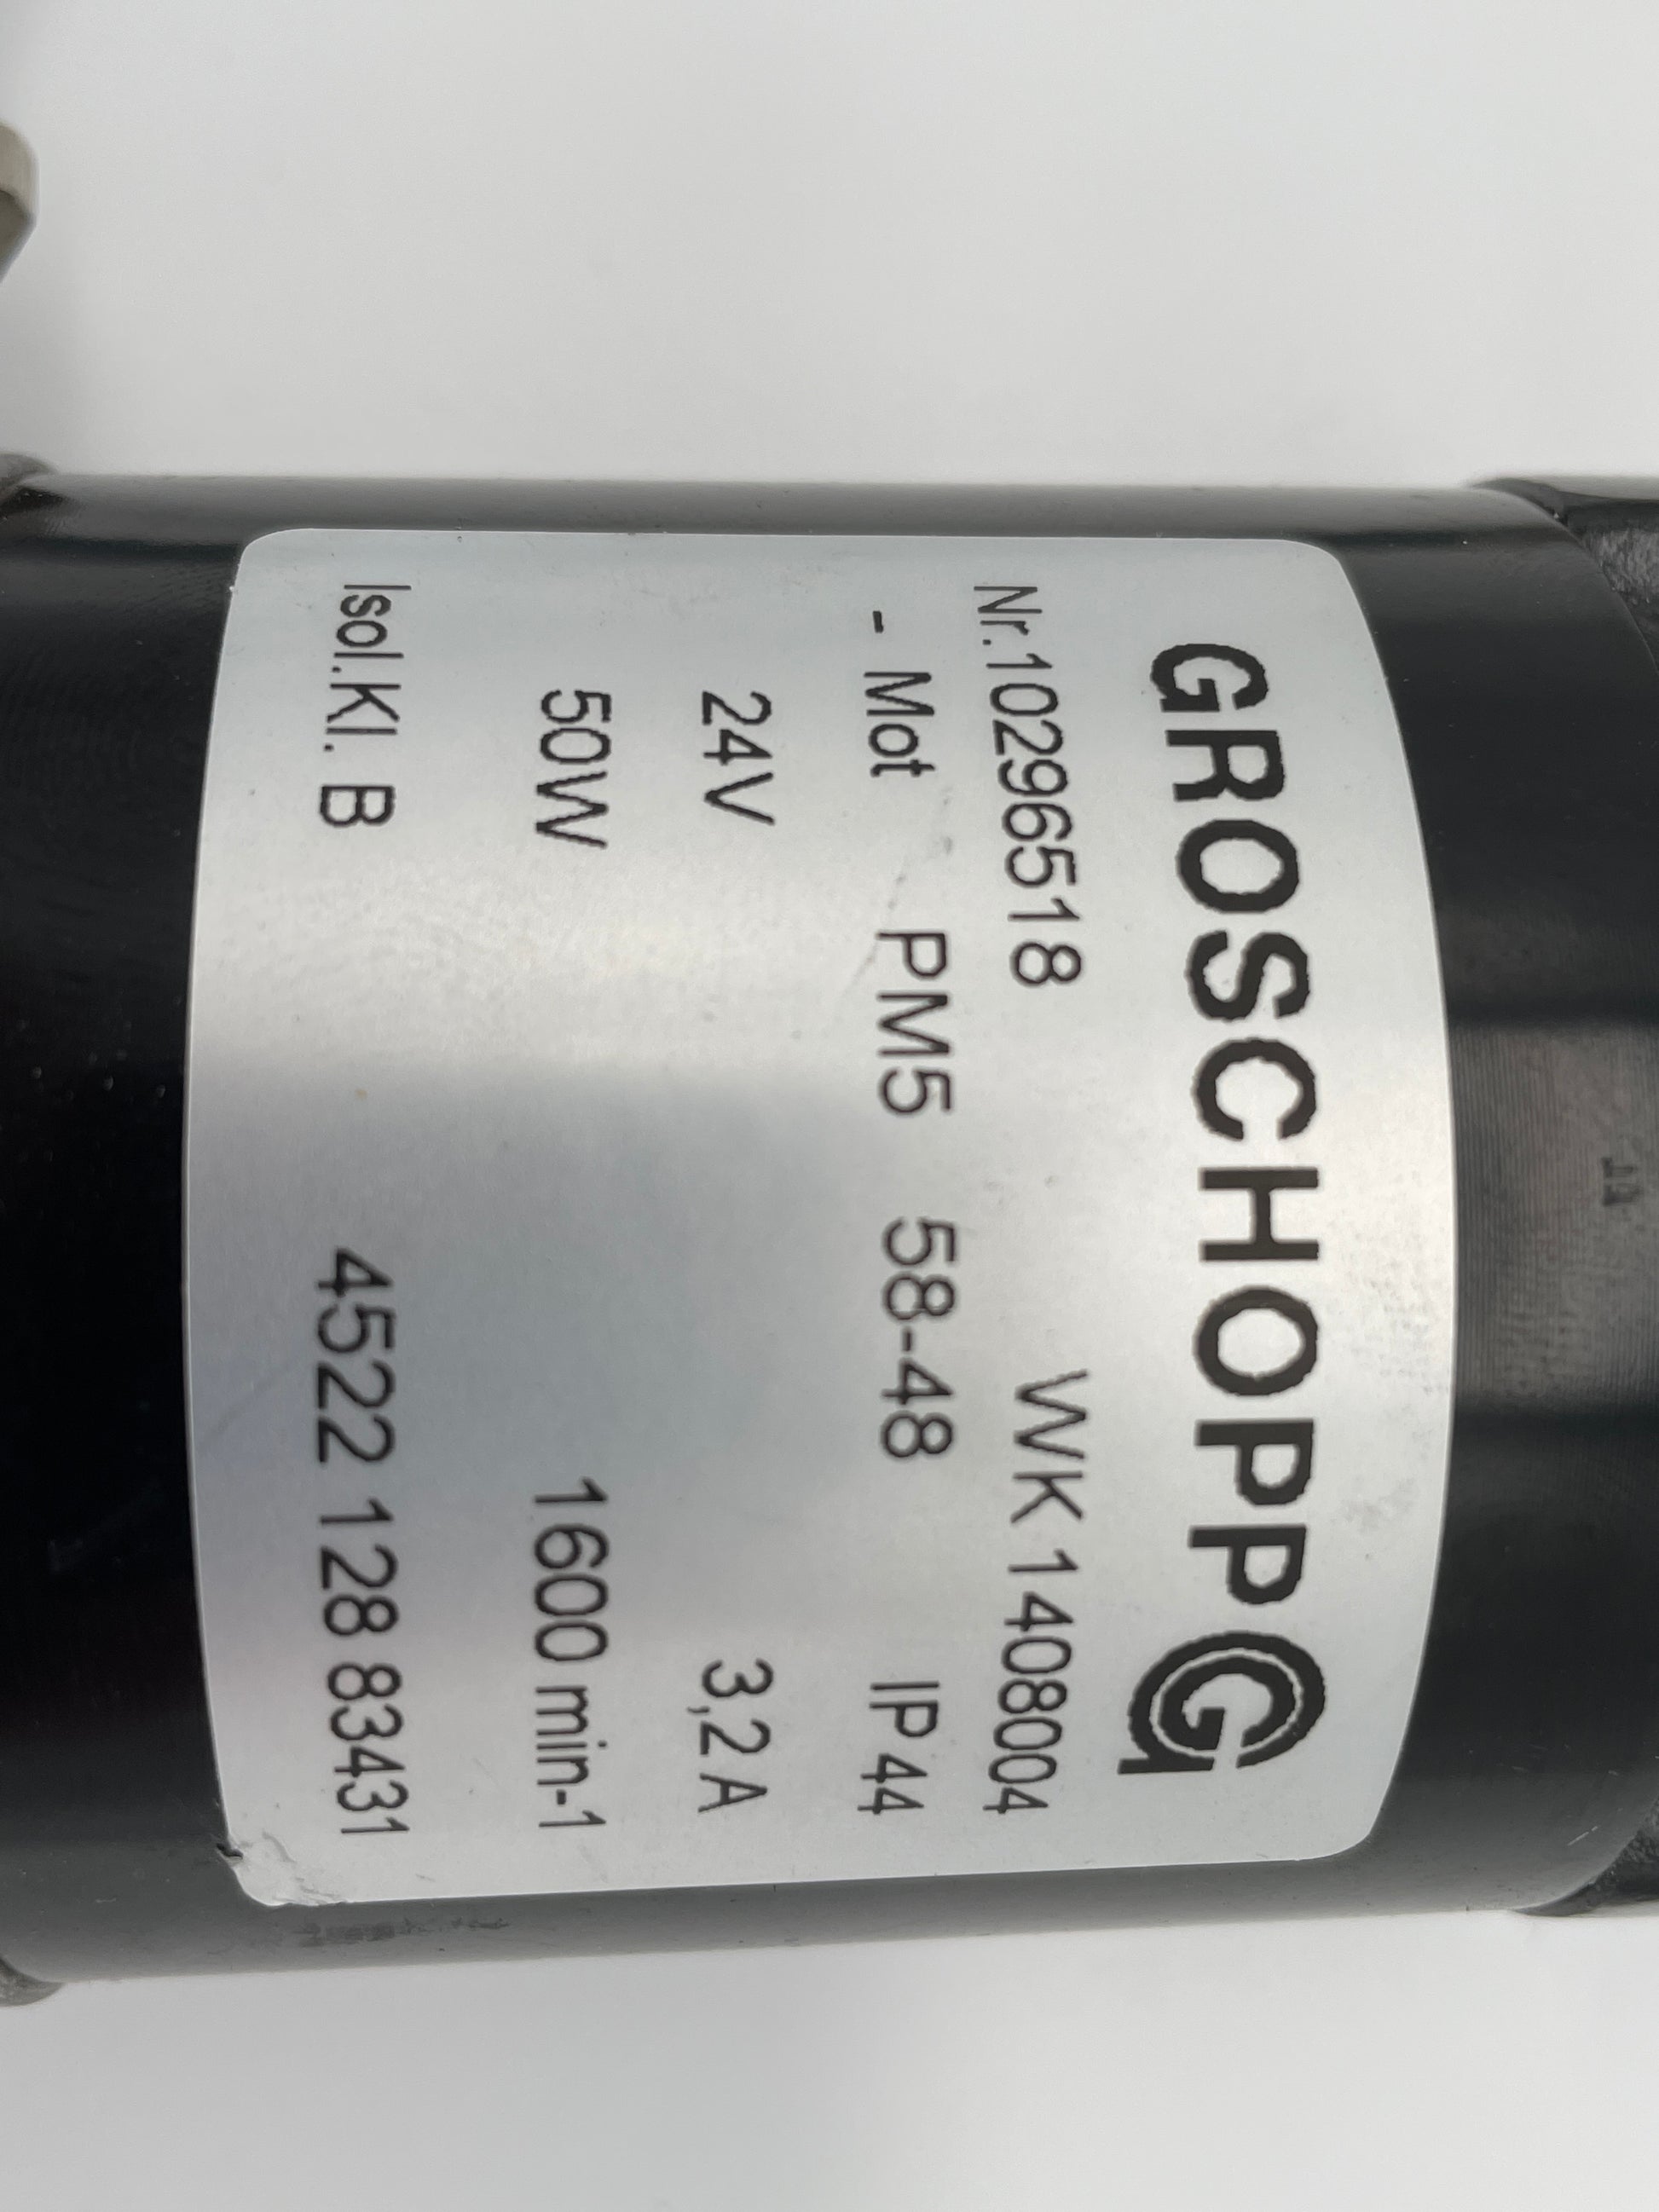 GROSCHOPP G
Nr.10296518 WK 1408004
- Mot PM5 58-48 IP 44
24V 3,2 A
50W 1600 min-1
Isol.Kl. B 4522 128 83431